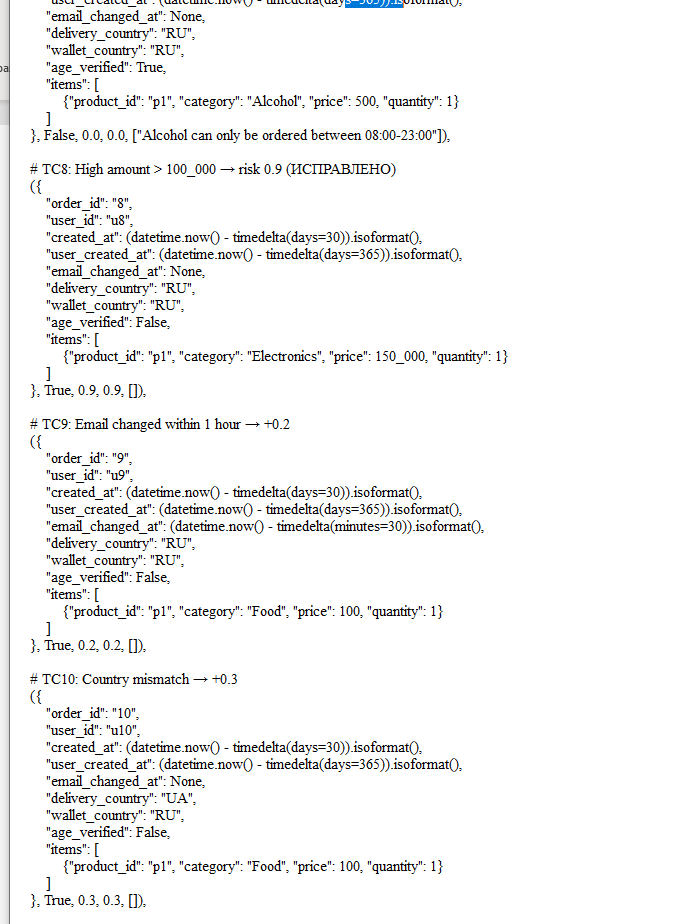 "user_created_at": (datetime.now() - timedelta(days=365)).isoformat(),
"email_changed_at": None,
"delivery_country": "RU",
"wallet_country": "RU",
"age_verified": True,
"items": [
{"product_id": "p1", "category": "Alcohol", "price": 500, "quantity": 1}
]
}, False, 0.0, 0.0, ["Alcohol can only be ordered between 08:00-23:00"]),
# TC8: High amount > 100_000 → risk 0.9 (ИСПРАВЛЕНО)
({
"order_id": "8",
"user_id": "u8",
"created_at": (datetime.now() - timedelta(days=30)).isoformat(),
"user_created_at": (datetime.now() - timedelta(days=365)).isoformat(),
"email_changed_at": None,
"delivery_country": "RU",
"wallet_country": "RU",
"age_verified": False,
"items": [
{"product_id": "p1", "category": "Electronics", "price": 150_000, "quantity": 1}
]
}, True, 0.9, 0.9, []),
# TC9: Email changed within 1 hour → +0.2
({
"order_id": "9",
"user_id": "u9",
"created_at": (datetime.now() - timedelta(days=30)).isoformat(),
"user_created_at": (datetime.now() - timedelta(days=365)).isoformat(),
"email_changed_at": (datetime.now() - timedelta(minutes=30)).isoformat(),
"delivery_country": "RU",
"wallet_country": "RU",
"age_verified": False,
"items": [
{"product_id": "p1", "category": "Food", "price": 100, "quantity": 1}
]
}, True, 0.2, 0.2, []),
# TC10: Country mismatch → +0.3
({
"order_id": "10",
"user_id": "u10",
"created_at": (datetime.now() - timedelta(days=30)).isoformat(),
"user_created_at": (datetime.now() - timedelta(days=365)).isoformat(),
"email_changed_at": None,
"delivery_country": "UA",
"wallet_country": "RU",
"age_verified": False,
"items": [
{"product_id": "p1", "category": "Food", "price": 100, "quantity": 1}
]
}, True, 0.3, 0.3, []),